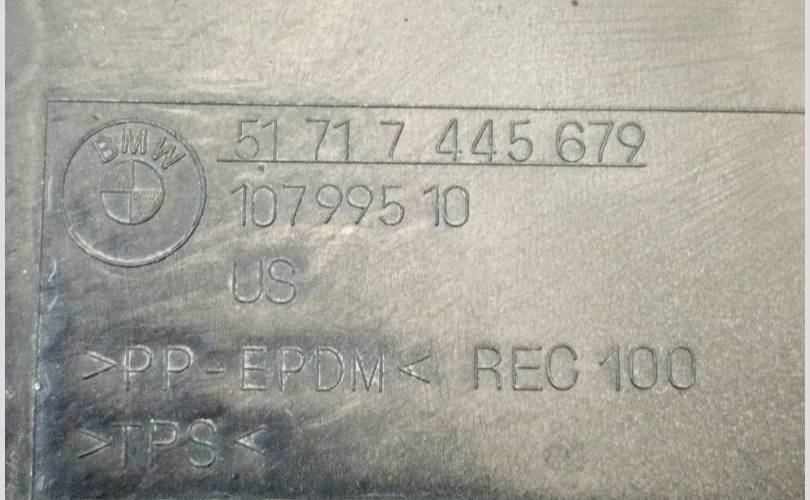 BMW
51 71 7 445 679
107995 10
US
>PP-EPDM< REC 100
>TPS<